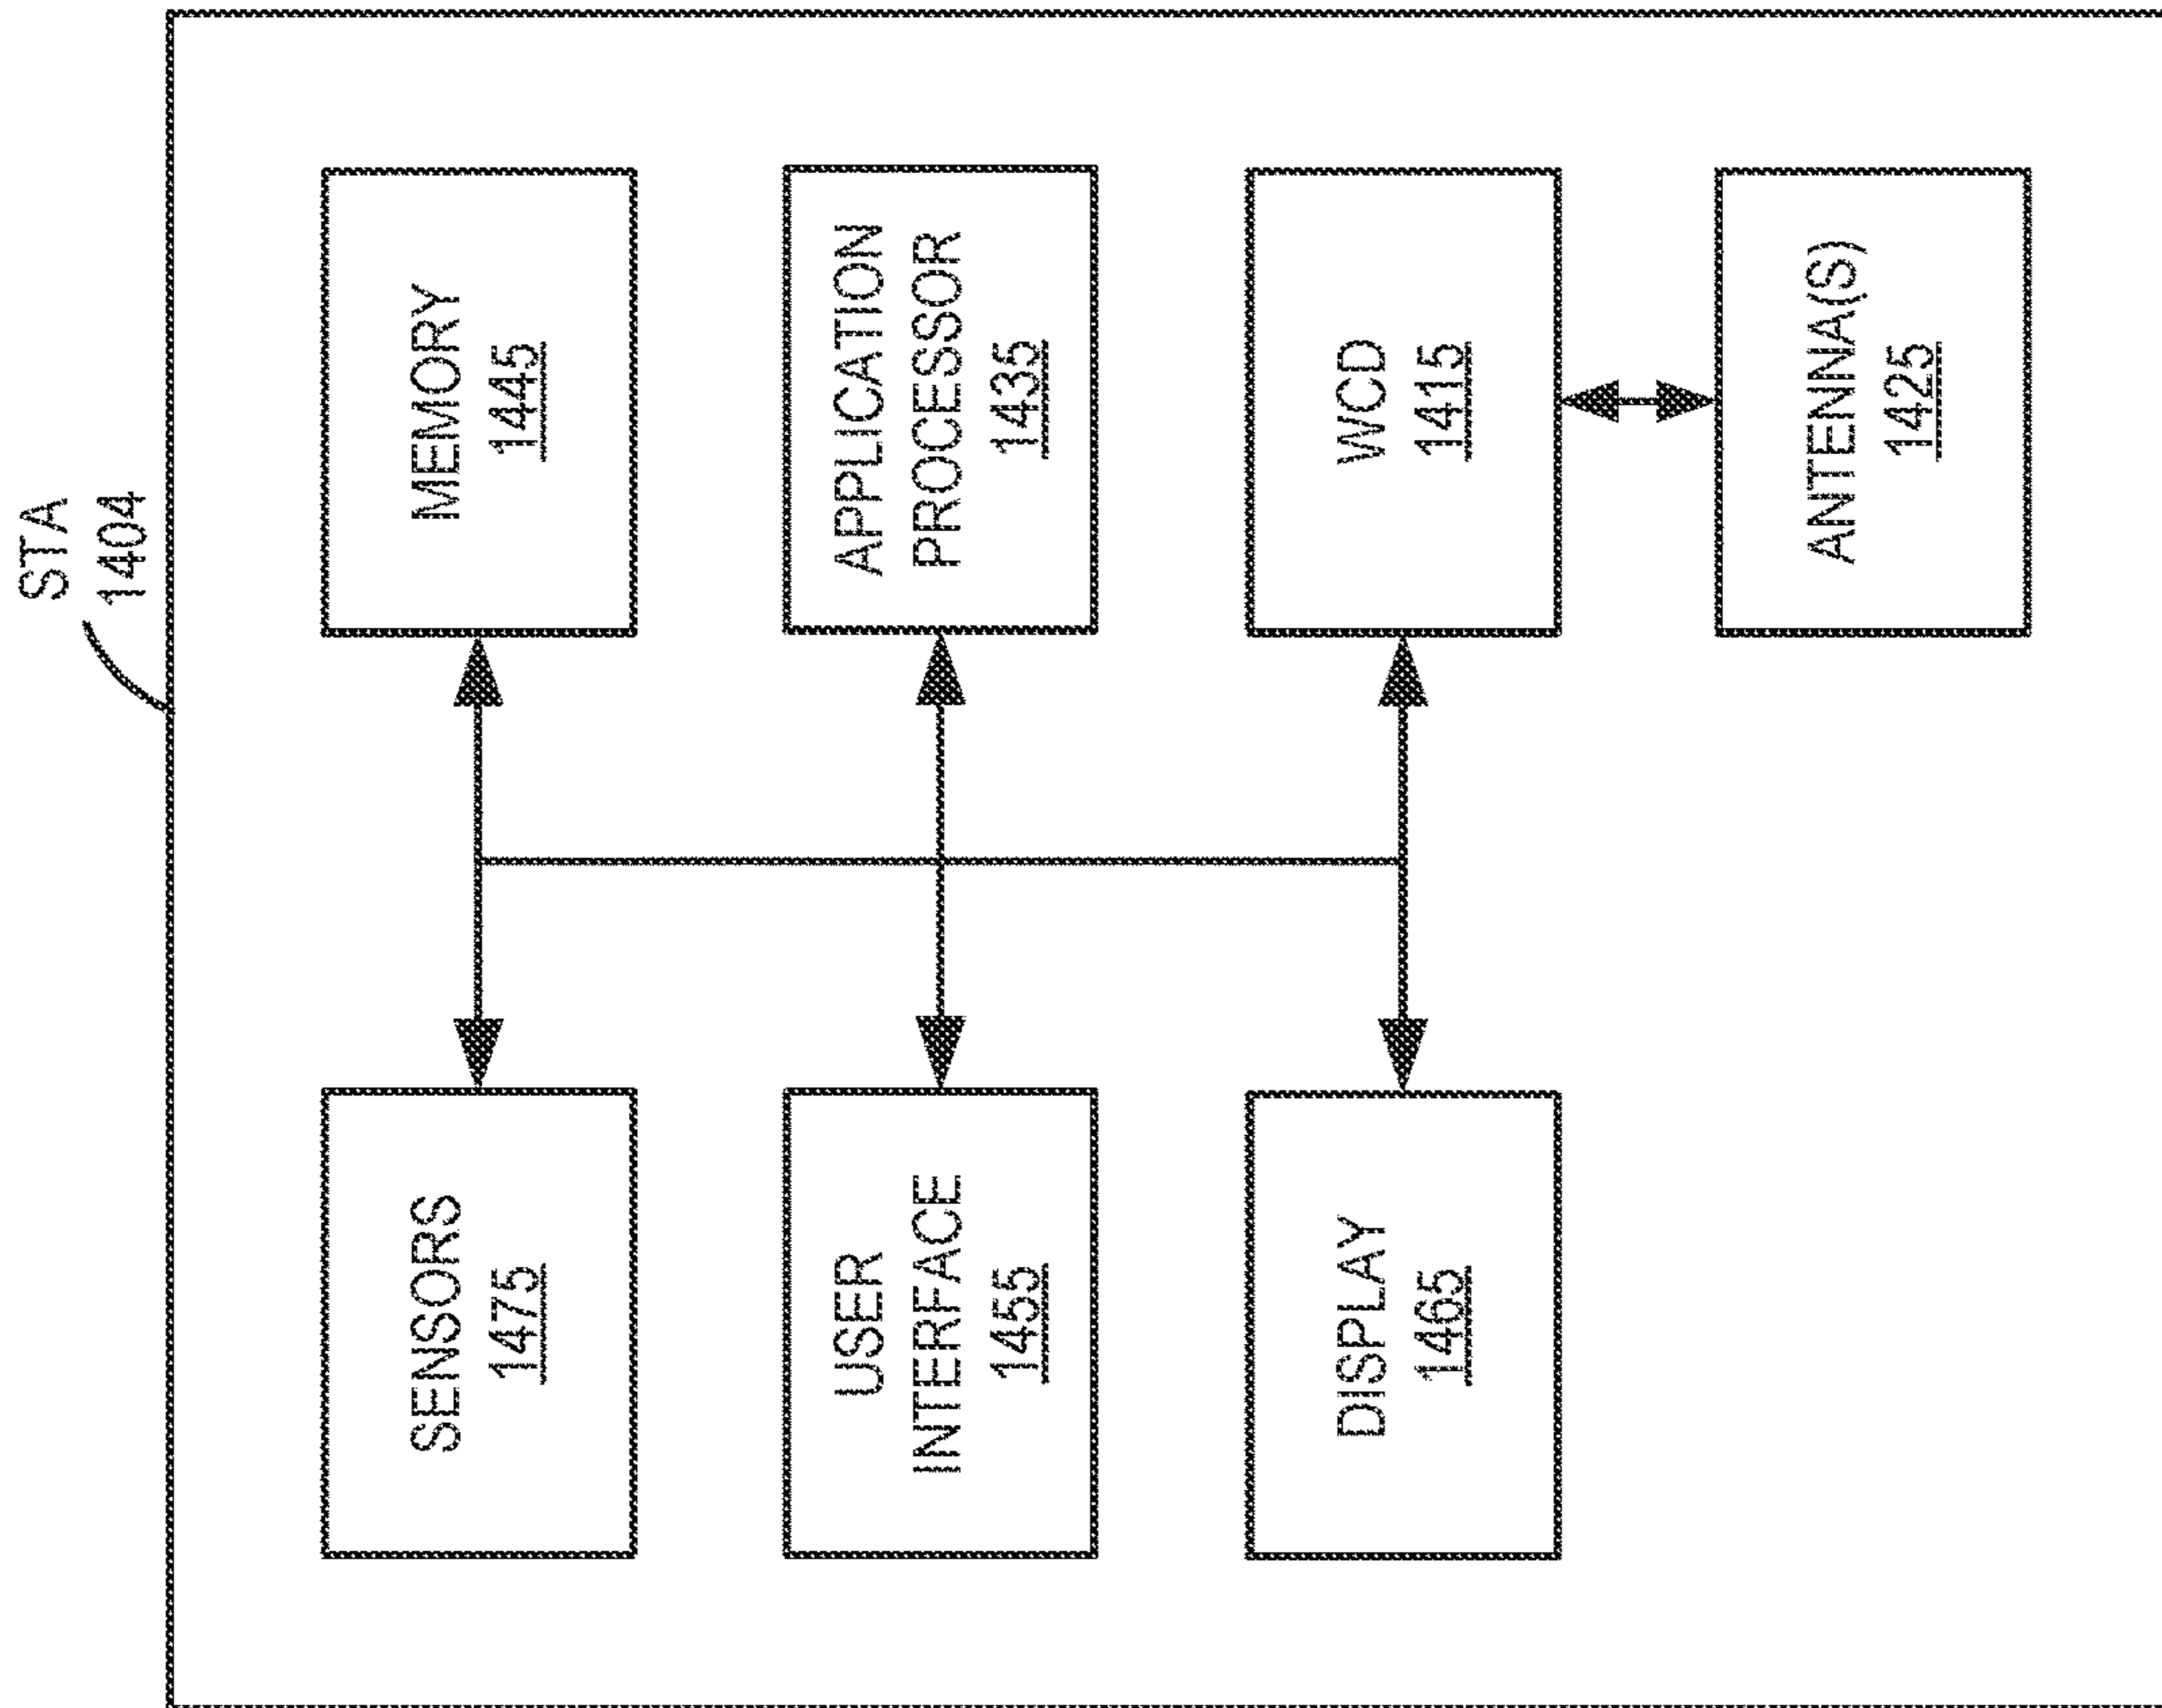 STA
1404
SENSORS
1475
MEMORY
1445
USER
INTERFACE
1455
APPLICATION
PROCESSOR
1435
DISPLAY
1465
WCD
1415
ANTENNA(S)
1425